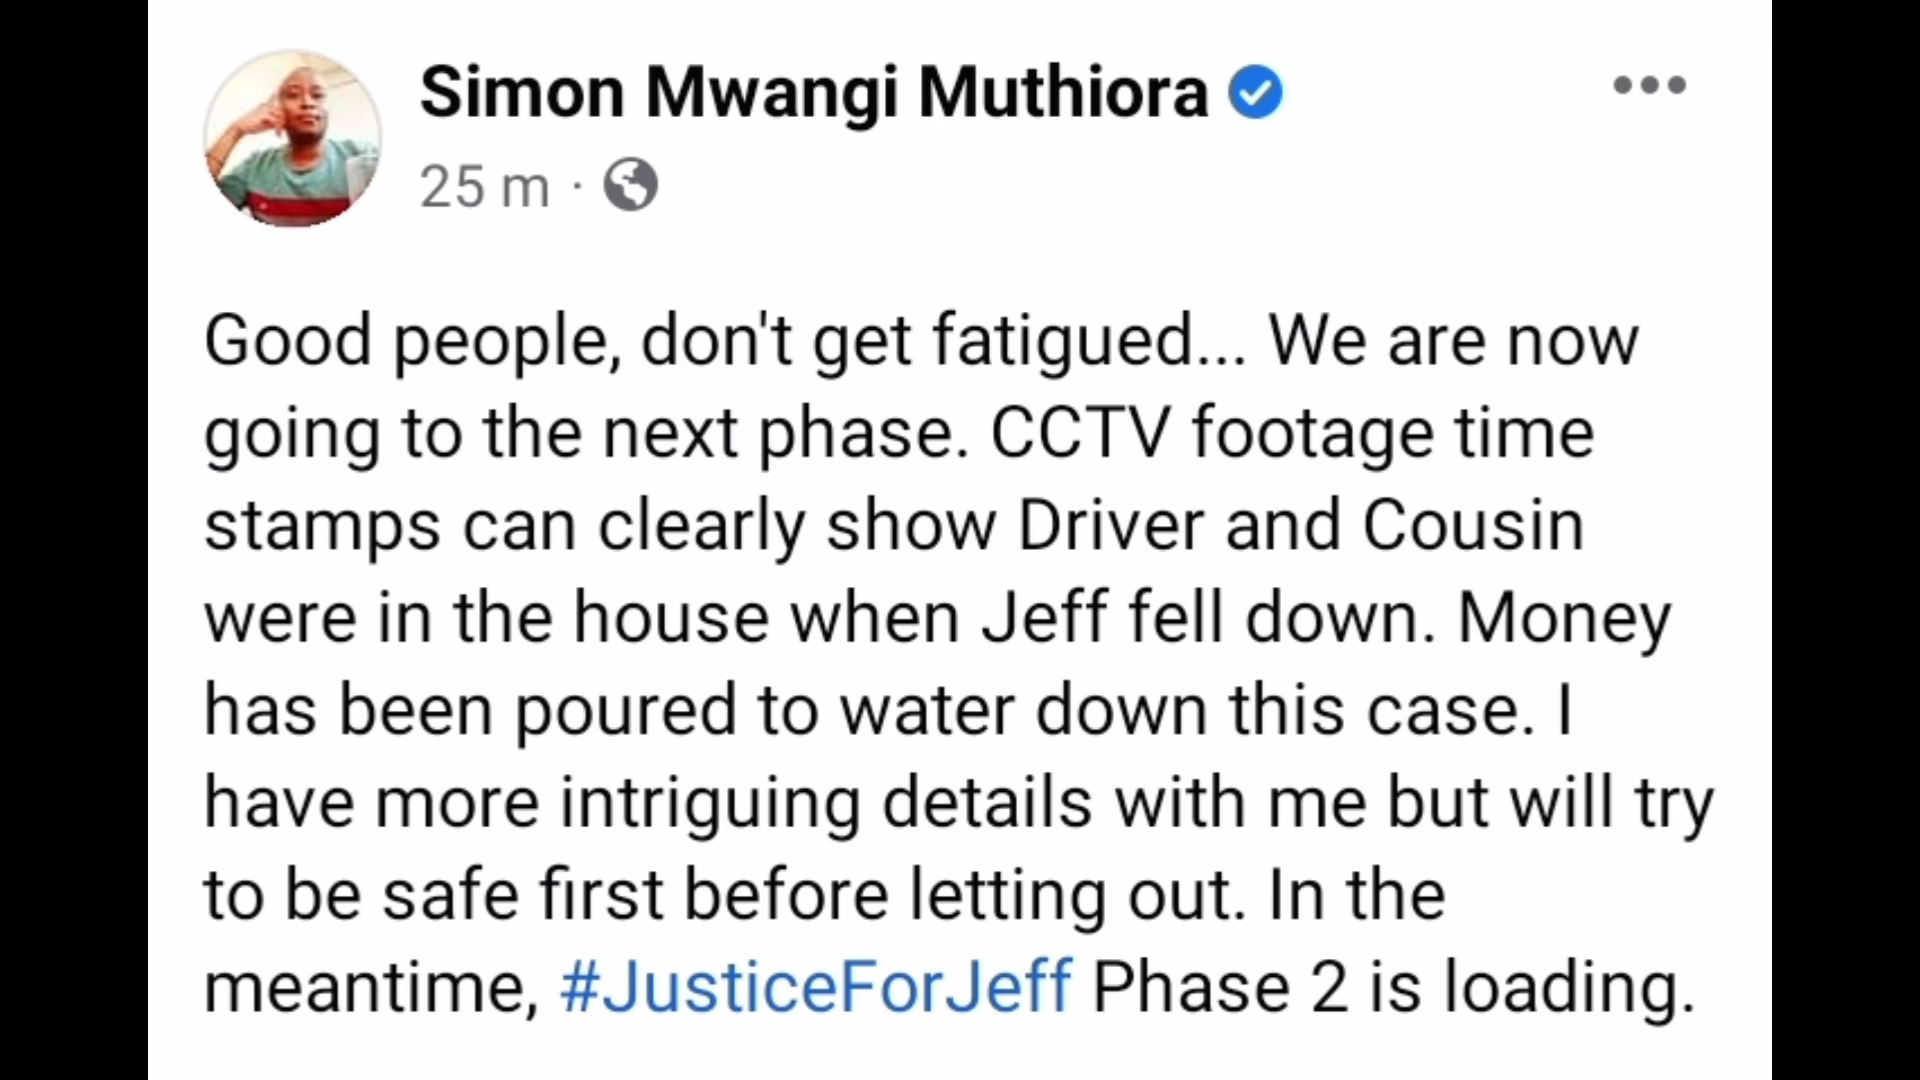 Simon Mwangi Muthiora
25 m ·
Good people, don't get fatigued... We are now
going to the next phase. CCTV footage time
stamps can clearly show Driver and Cousin
were in the house when Jeff fell down. Money
has been poured to water down this case. I
have more intriguing details with me but will try
to be safe first before letting out. In the
meantime, #JusticeForJeff Phase 2 is loading.